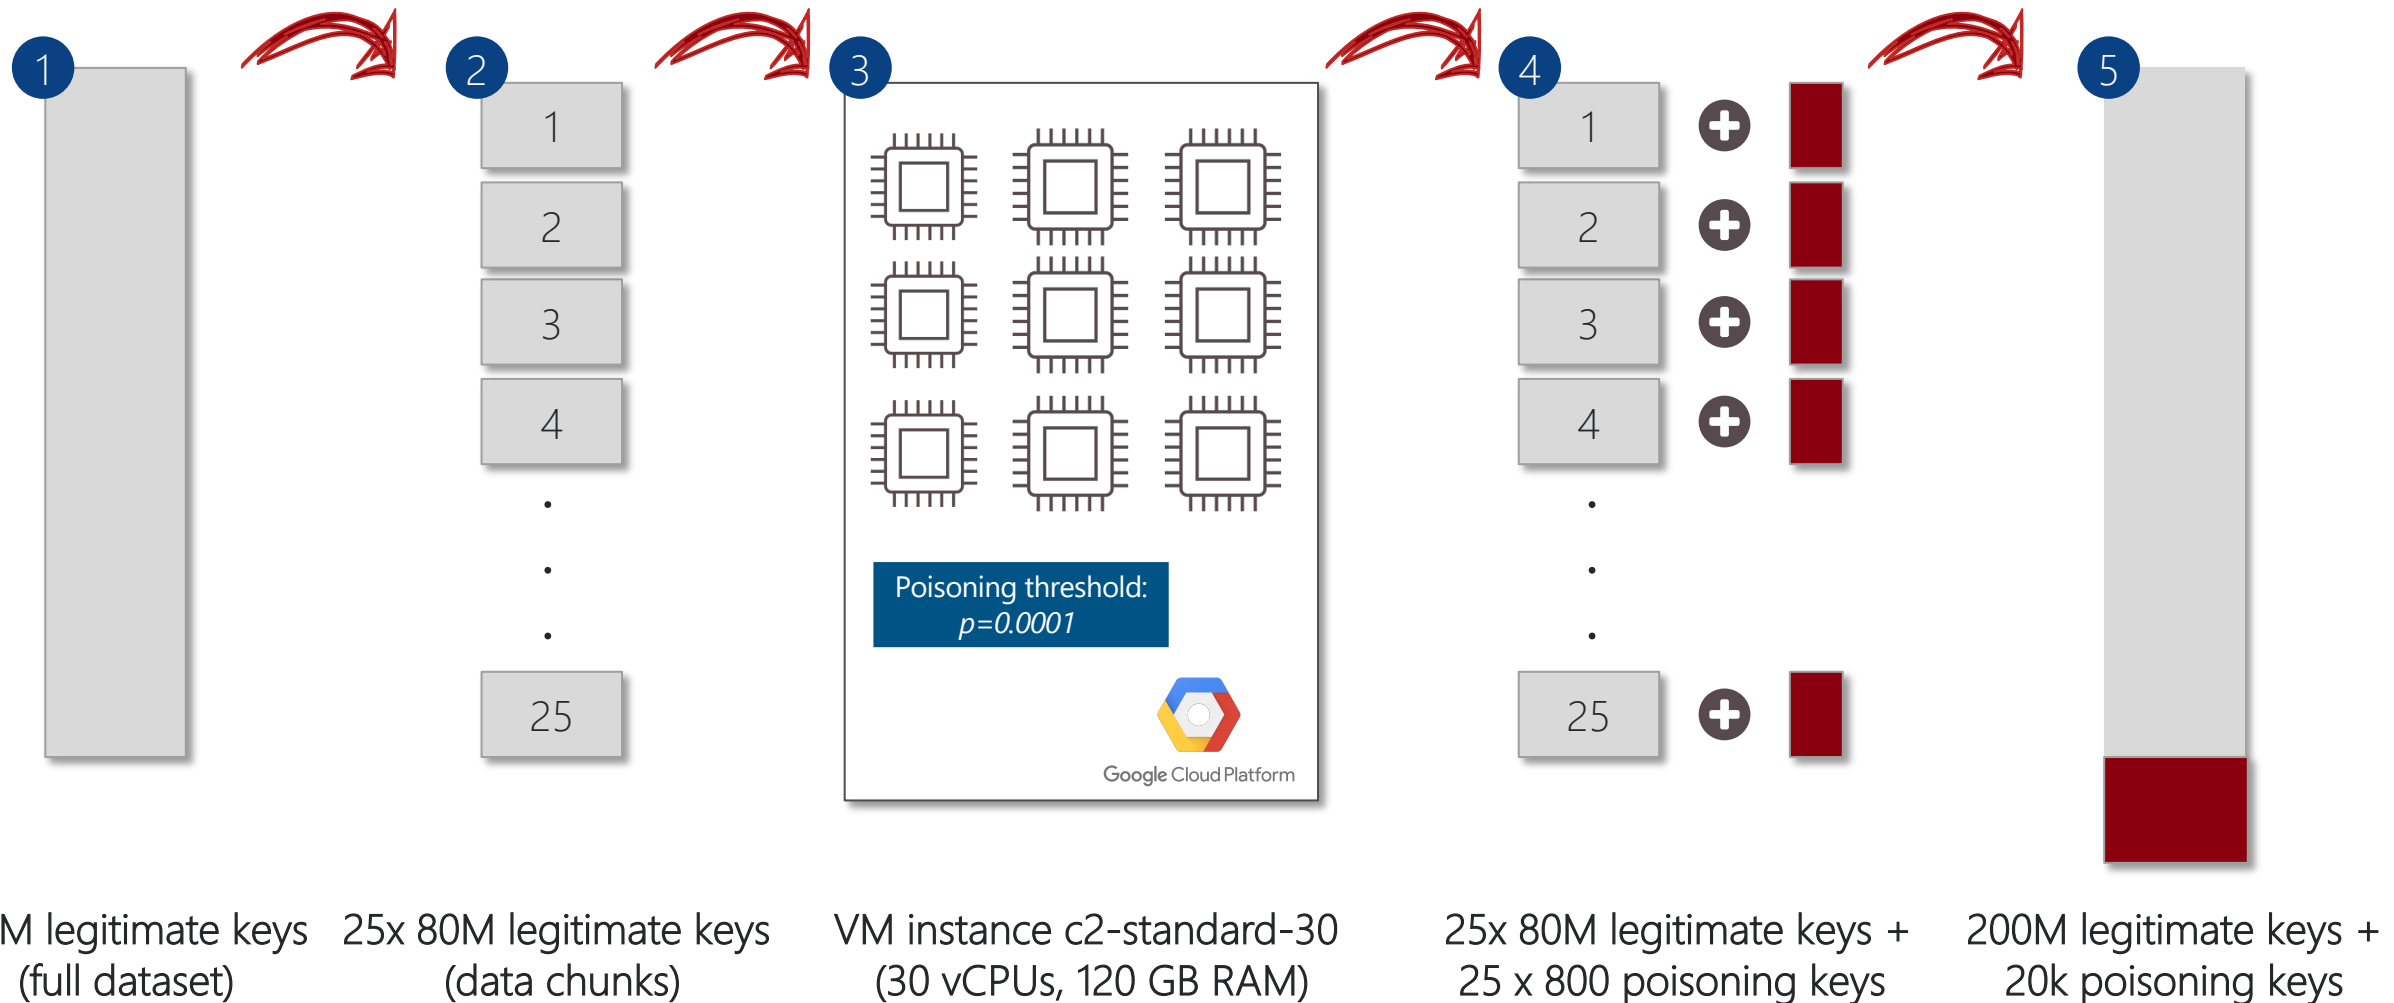 1
2
3
4
5
1
2
3
4
.
.
.
25
Poisoning threshold:
p=0.0001
Google Cloud Platform
1
2
3
4
.
.
.
25
M legitimate keys
(full dataset)
25x 80M legitimate keys
(data chunks)
VM instance c2-standard-30
(30 vCPUs, 120 GB RAM)
25x 80M legitimate keys +
25 x 800 poisoning keys
200M legitimate keys +
20k poisoning keys